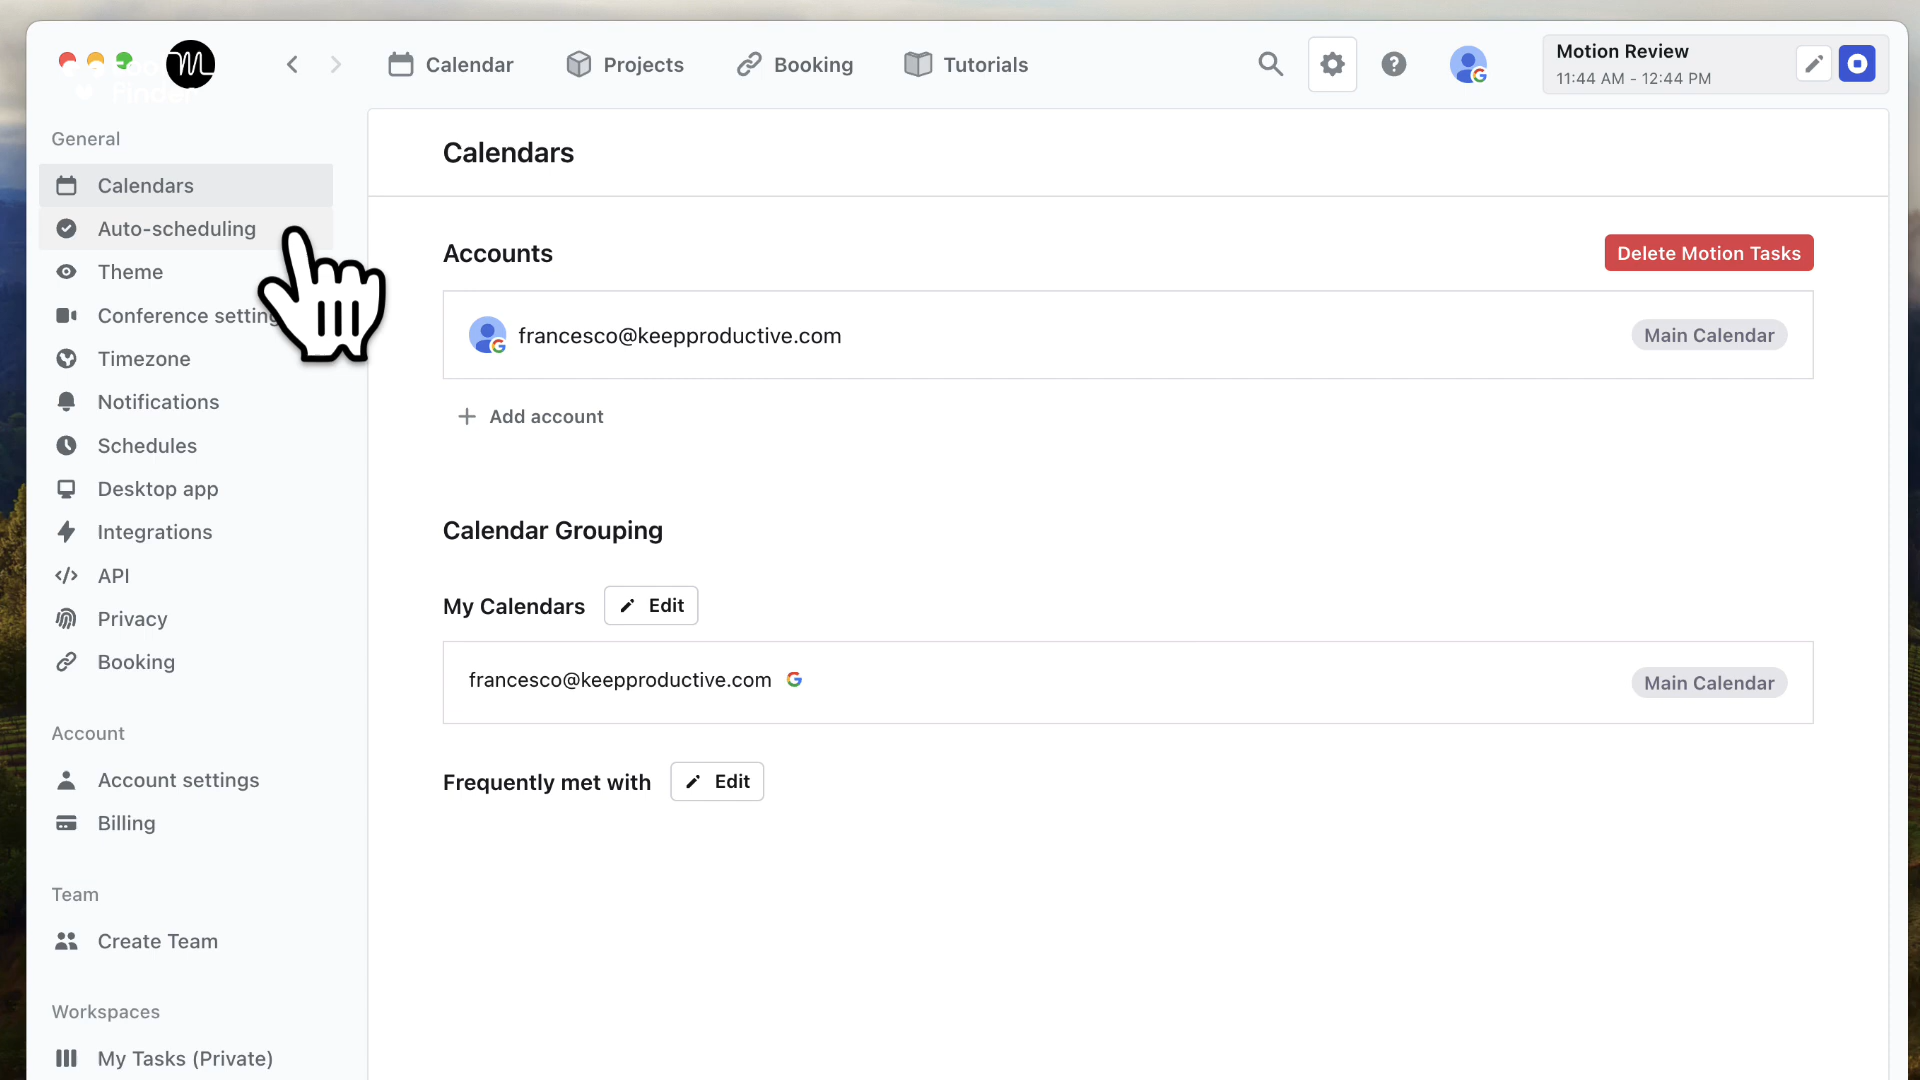 Calendar
Projects
Booking
Tutorials
Motion Review
11:44 AM - 12:44 PM
General
Calendars
Auto-scheduling
Theme
Conference setting
Timezone
Notifications
Schedules
Desktop app
Integrations
API
Privacy
Booking
Account
Account settings
Billing
Team
Create Team
Workspaces
My Tasks (Private)
Calendars
Accounts
Delete Motion Tasks
francesco@keepproductive.com
Main Calendar
Add account
Calendar Grouping
My Calendars
Edit
francesco@keepproductive.com
Main Calendar
Frequently met with
Edit